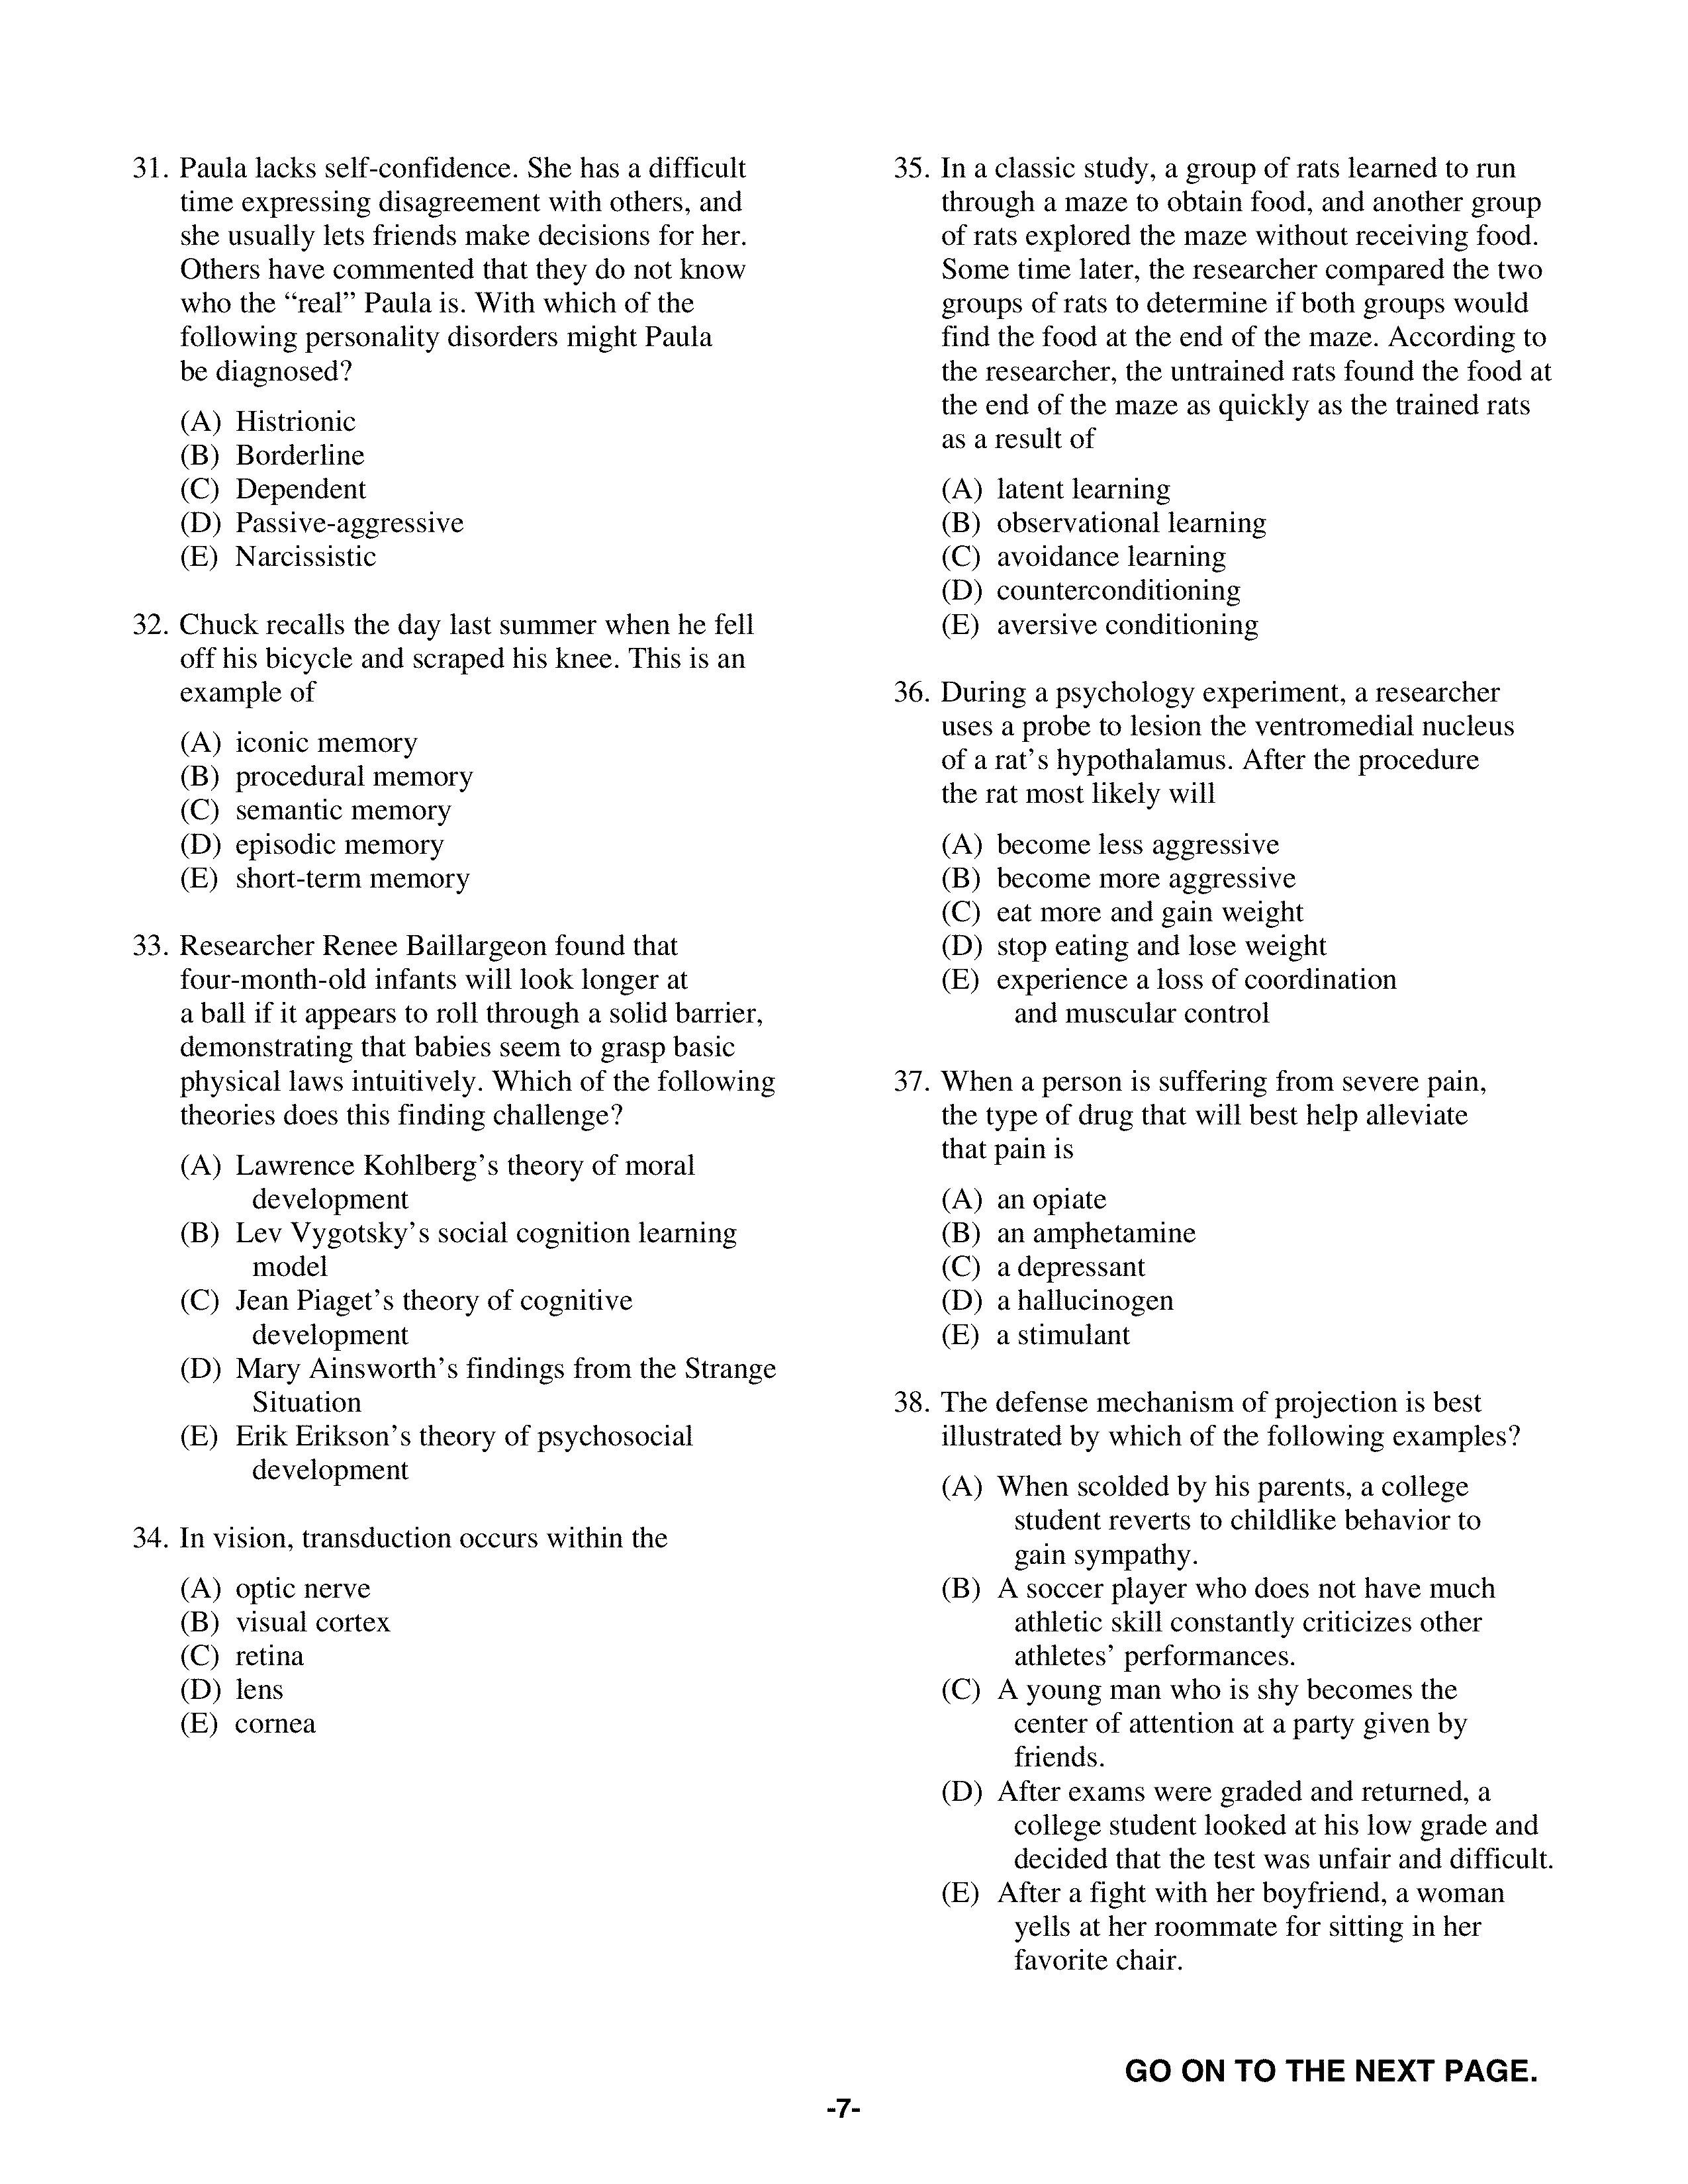 31. Paula lacks self-confidence. She has a difficult
time expressing disagreement with others, and
she usually lets friends make decisions for her.
Others have commented that they do not know
who the “real” Paula is. With which of the
following personality disorders might Paula
be diagnosed?
(A) Histrionic
(B) Borderline
(C) Dependent
(D) Passive-aggressive
(E) Narcissistic
32. Chuck recalls the day last summer when he fell
off his bicycle and scraped his knee. This is an
example of
(A) iconic memory
(B) procedural memory
(C) semantic memory
(D) episodic memory
(E) short-term memory
33. Researcher Renee Baillargeon found that
four-month-old infants will look longer at
a ball if it appears to roll through a solid barrier,
demonstrating that babies seem to grasp basic
physical laws intuitively. Which of the following
theories does this finding challenge?
(A) Lawrence Kohlberg’s theory of moral
development
(B) Lev Vygotsky’s social cognition learning
model
(C) Jean Piaget’s theory of cognitive
development
(D) Mary Ainsworth’s findings from the Strange
Situation
(E) Erik Erikson’s theory of psychosocial
development
34. In vision, transduction occurs within the
(A) optic nerve
(B) visual cortex
(C) retina
(D) lens
(E) cornea
35. In a classic study, a group of rats learned to run
through a maze to obtain food, and another group
of rats explored the maze without receiving food.
Some time later, the researcher compared the two
groups of rats to determine if both groups would
find the food at the end of the maze. According to
the researcher, the untrained rats found the food at
the end of the maze as quickly as the trained rats
as a result of
(A) latent learning
(B) observational learning
(C) avoidance learning
(D) counterconditioning
(E) aversive conditioning
36. During a psychology experiment, a researcher
uses a probe to lesion the ventromedial nucleus
of a rat’s hypothalamus. After the procedure
the rat most likely will
(A) become less aggressive
(B) become more aggressive
(C) eat more and gain weight
(D) stop eating and lose weight
(E) experience a loss of coordination
and muscular control
37. When a person is suffering from severe pain,
the type of drug that will best help alleviate
that pain is
(A) an opiate
(B) an amphetamine
(C) a depressant
(D) a hallucinogen
(E) a stimulant
38. The defense mechanism of projection is best
illustrated by which of the following examples?
(A) When scolded by his parents, a college
student reverts to childlike behavior to
gain sympathy.
(B) A soccer player who does not have much
athletic skill constantly criticizes other
athletes’ performances.
(C) A young man who is shy becomes the
center of attention at a party given by
friends.
(D) After exams were graded and returned, a
college student looked at his low grade and
decided that the test was unfair and difficult.
(E) After a fight with her boyfriend, a woman
yells at her roommate for sitting in her
favorite chair.
GO ON TO THE NEXT PAGE.
-7-